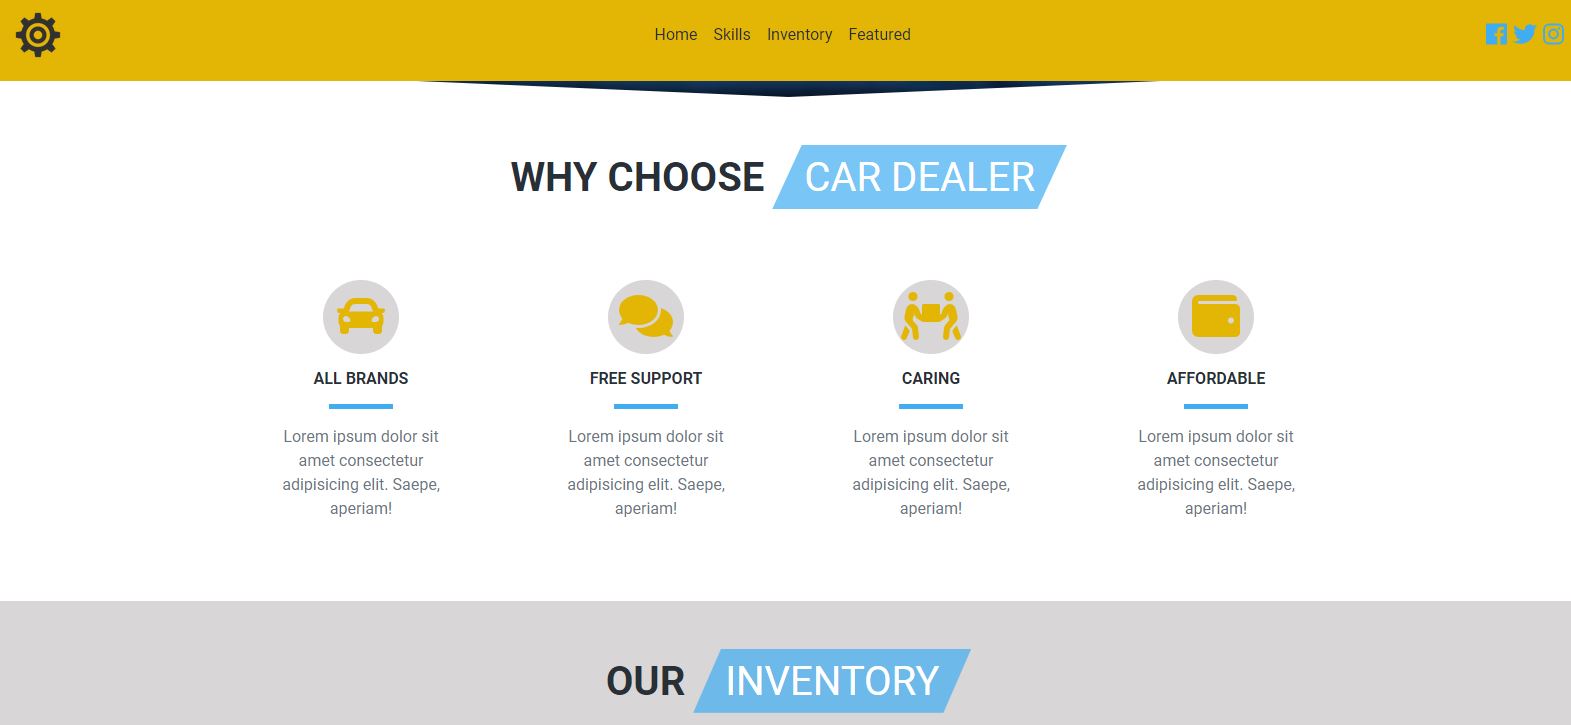 Home Skills Inventory Featured
WHY CHOOSE CAR DEALER
ALL BRANDS
Lorem ipsum dolor sit
amet consectetur
adipisicing elit. Saepe,
aperiam!
FREE SUPPORT
Lorem ipsum dolor sit
amet consectetur
adipisicing elit. Saepe,
aperiam!
CARING
Lorem ipsum dolor sit
amet consectetur
adipisicing elit. Saepe,
aperiam!
AFFORDABLE
Lorem ipsum dolor sit
amet consectetur
adipisicing elit. Saepe,
aperiam!
OUR INVENTORY